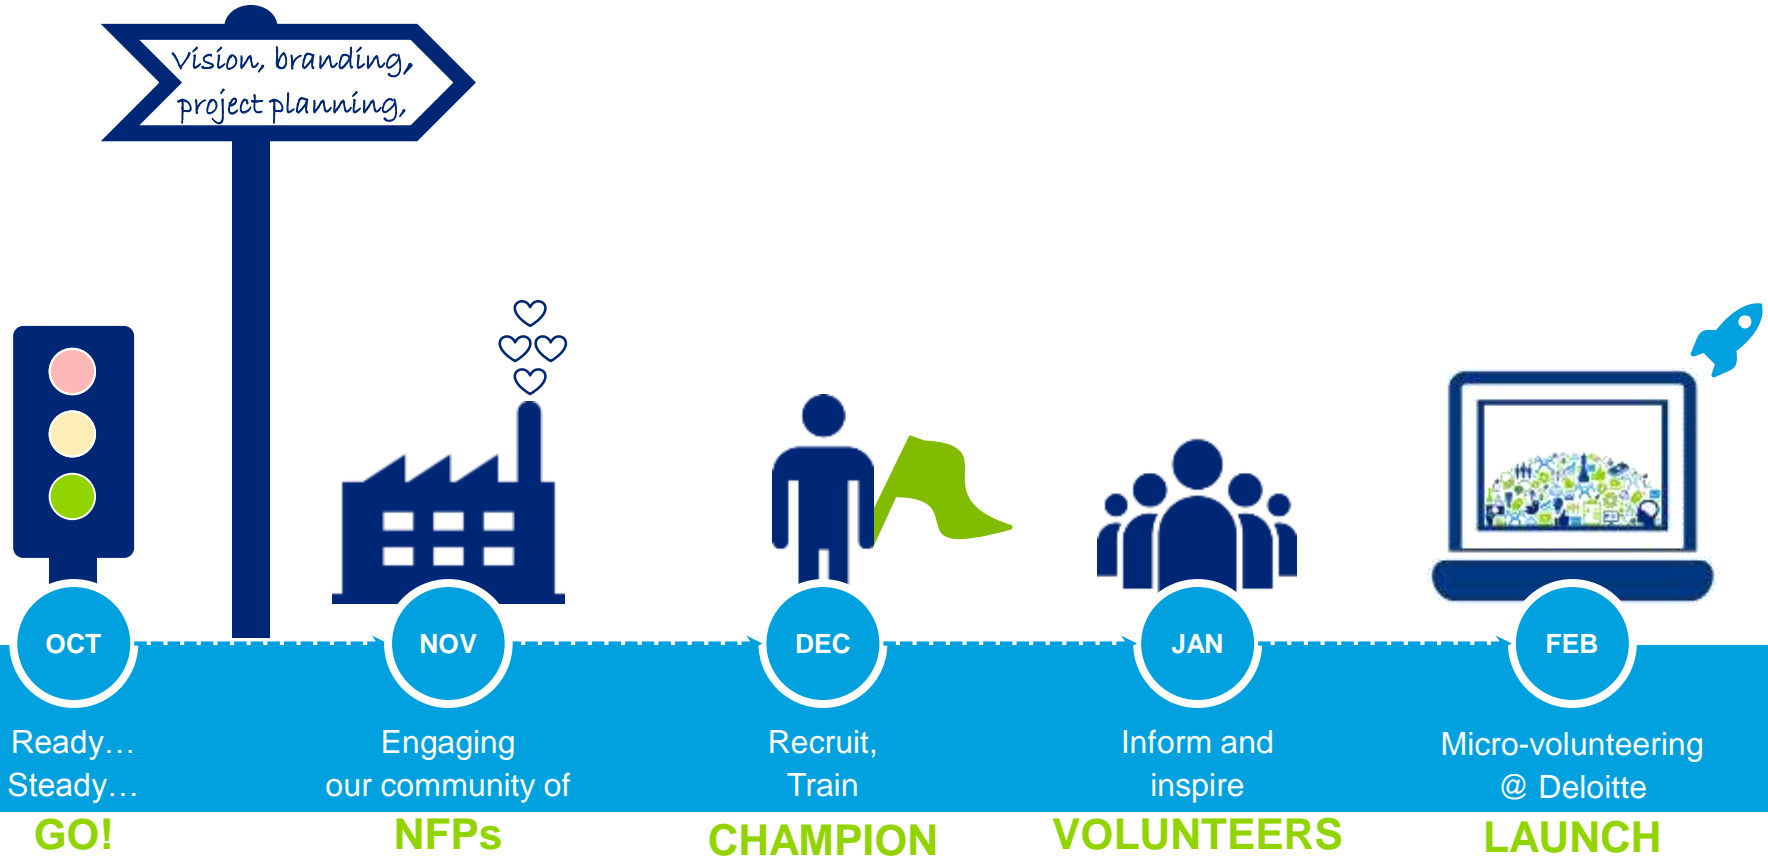 Vision, branding,
project planning,
OCT
NOV
DEC
JAN
FEB
Ready…
Steady…
GO!
Engaging
our community of
NFPs
Recruit,
Train
CHAMPION
Inform and
inspire
VOLUNTEERS
Micro-volunteering
@ Deloitte
LAUNCH